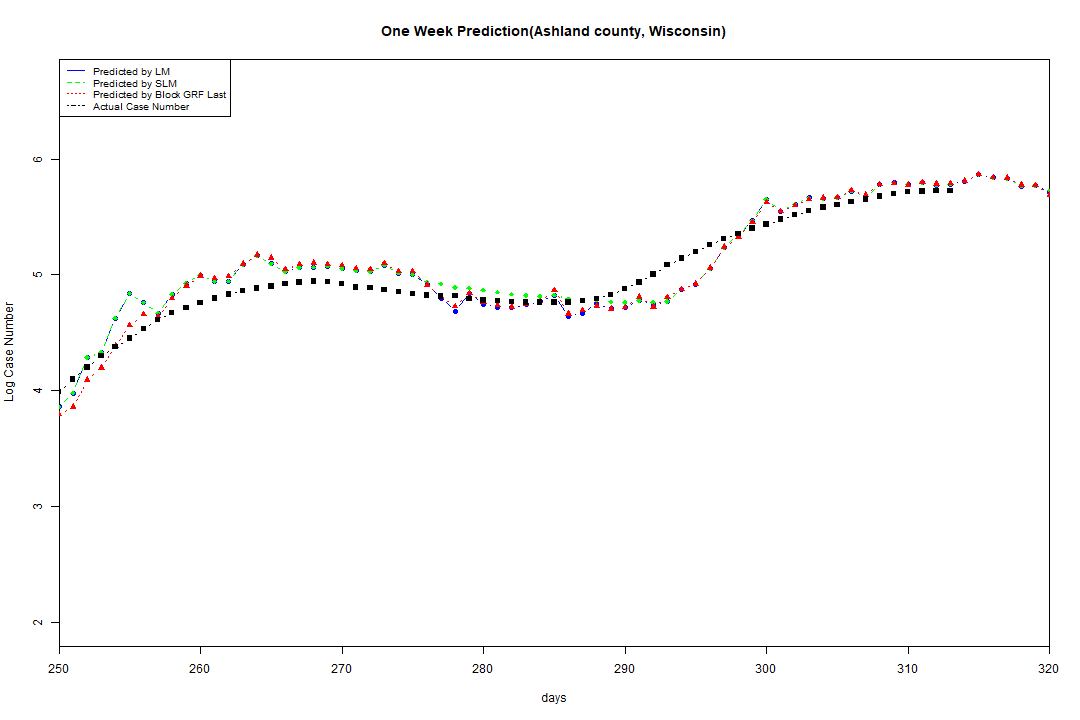 One Week Prediction(Ashland county, Wisconsin)
Predicted by LM
Predicted by SLM
Predicted by Block GRF Last
Actual Case Number
6
5
4
3
2
Log Case Number
250 260 270 280 290 300 310 320
days